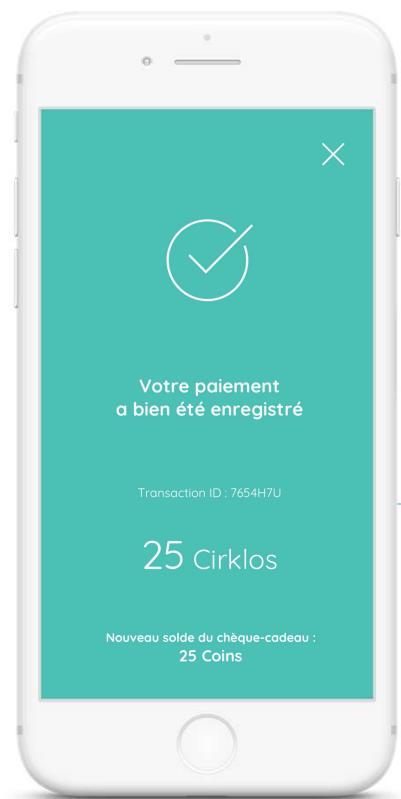 Votre paiement
a bien été enregistré
Transaction ID : 7654H7U
25 Cirklos
Nouveau solde du chèque-cadeau :
25 Coins